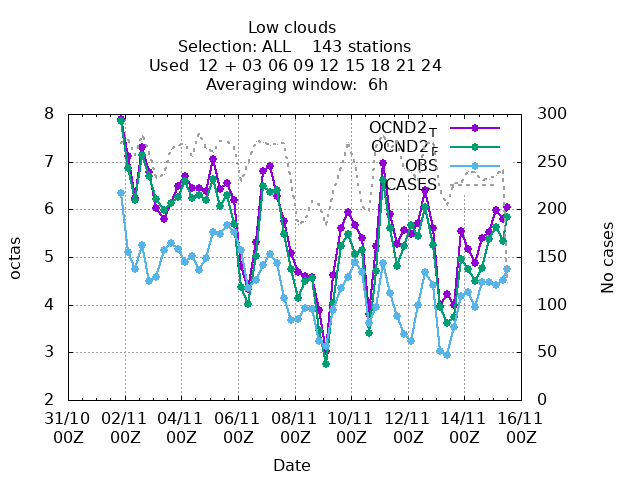 Low clouds
Selection: ALL    143 stations
Used  12 + 03 06 09 12 15 18 21 24
Averaging window:  6h
8
7
6
5
4
3
2
300
250
200
150
100
50
0
OCND2_T
OCND2_F
OBS
CASES
octas
No cases
31/10 02/11 04/11 06/11 08/11 10/11 12/11 14/11 16/11
00Z 00Z 00Z 00Z 00Z 00Z 00Z 00Z 00Z
Date